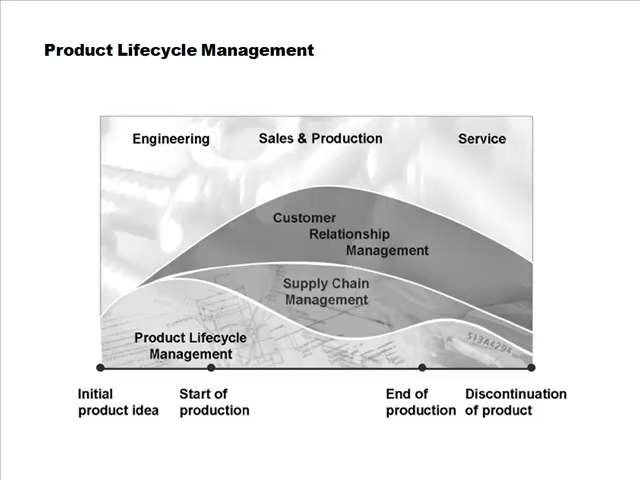 Product Lifecycle Management
Engineering
Sales & Production
Service
Customer
Relationship
Management
Supply Chain
Management
Product Lifecycle
Management
513A4294
Initial
product idea
Start of
production
End of
production
Discontinuation
of product